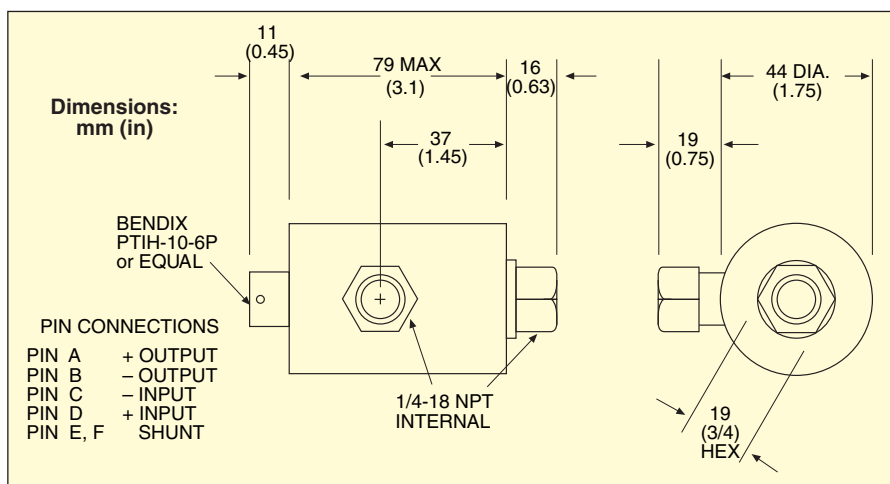 11
(0.45)
79 MAX
(3.1)
16
(0.63)
44 DIA.
(1.75)
Dimensions:
mm (in)
37
(1.45)
19
(0.75)
BENDIX
PTIH-10-6P
or EQUAL
PIN CONNECTIONS
PIN A + OUTPUT
PIN B – OUTPUT
PIN C – INPUT
PIN D + INPUT
PIN E, F SHUNT
1/4-18 NPT
INTERNAL
19
(3/4)
HEX